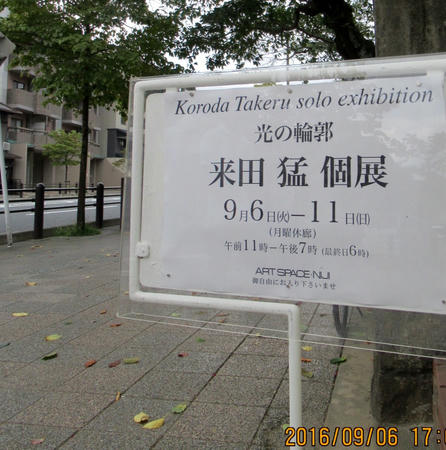 Koroda Takeru solo exhibition
光の輪郭
来田 猛 個展
9月6日(火)ー11日(日)
(月曜休廊)
午前11時ー午後7時 (最終日6時)
ART SPACE-NIJI
御自由にお入り下さいませ
2016/09/06 17:0